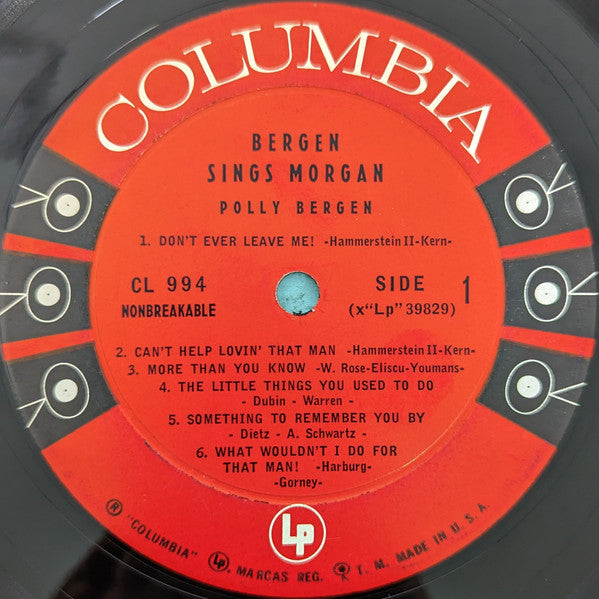 COLUMBIA
BERGEN
SINGS MORGAN
POLLY BERGEN
1. DON'T EVER LEAVE ME! -Hammerstein II-Kern-
CL 994
NONBREAKABLE
SIDE 1
(x"Lp" 39829)
2. CAN'T HELP LOVIN' THAT MAN -Hammerstein II-Kern-
3. MORE THAN YOU KNOW -W. Rose-Eliscu-Youmans-
4. THE LITTLE THINGS YOU USED TO DO
- Dubin - Warren -
5. SOMETHING TO REMEMBER YOU BY
- Dietz - A. Schwartz -
6. WHAT WOULDN'T I DO FOR
THAT MAN! -Harburg-
-Gorney-
Lp
® "COLUMBIA" Lp, MARCAS REG. T. M. MADE IN U. S. A.